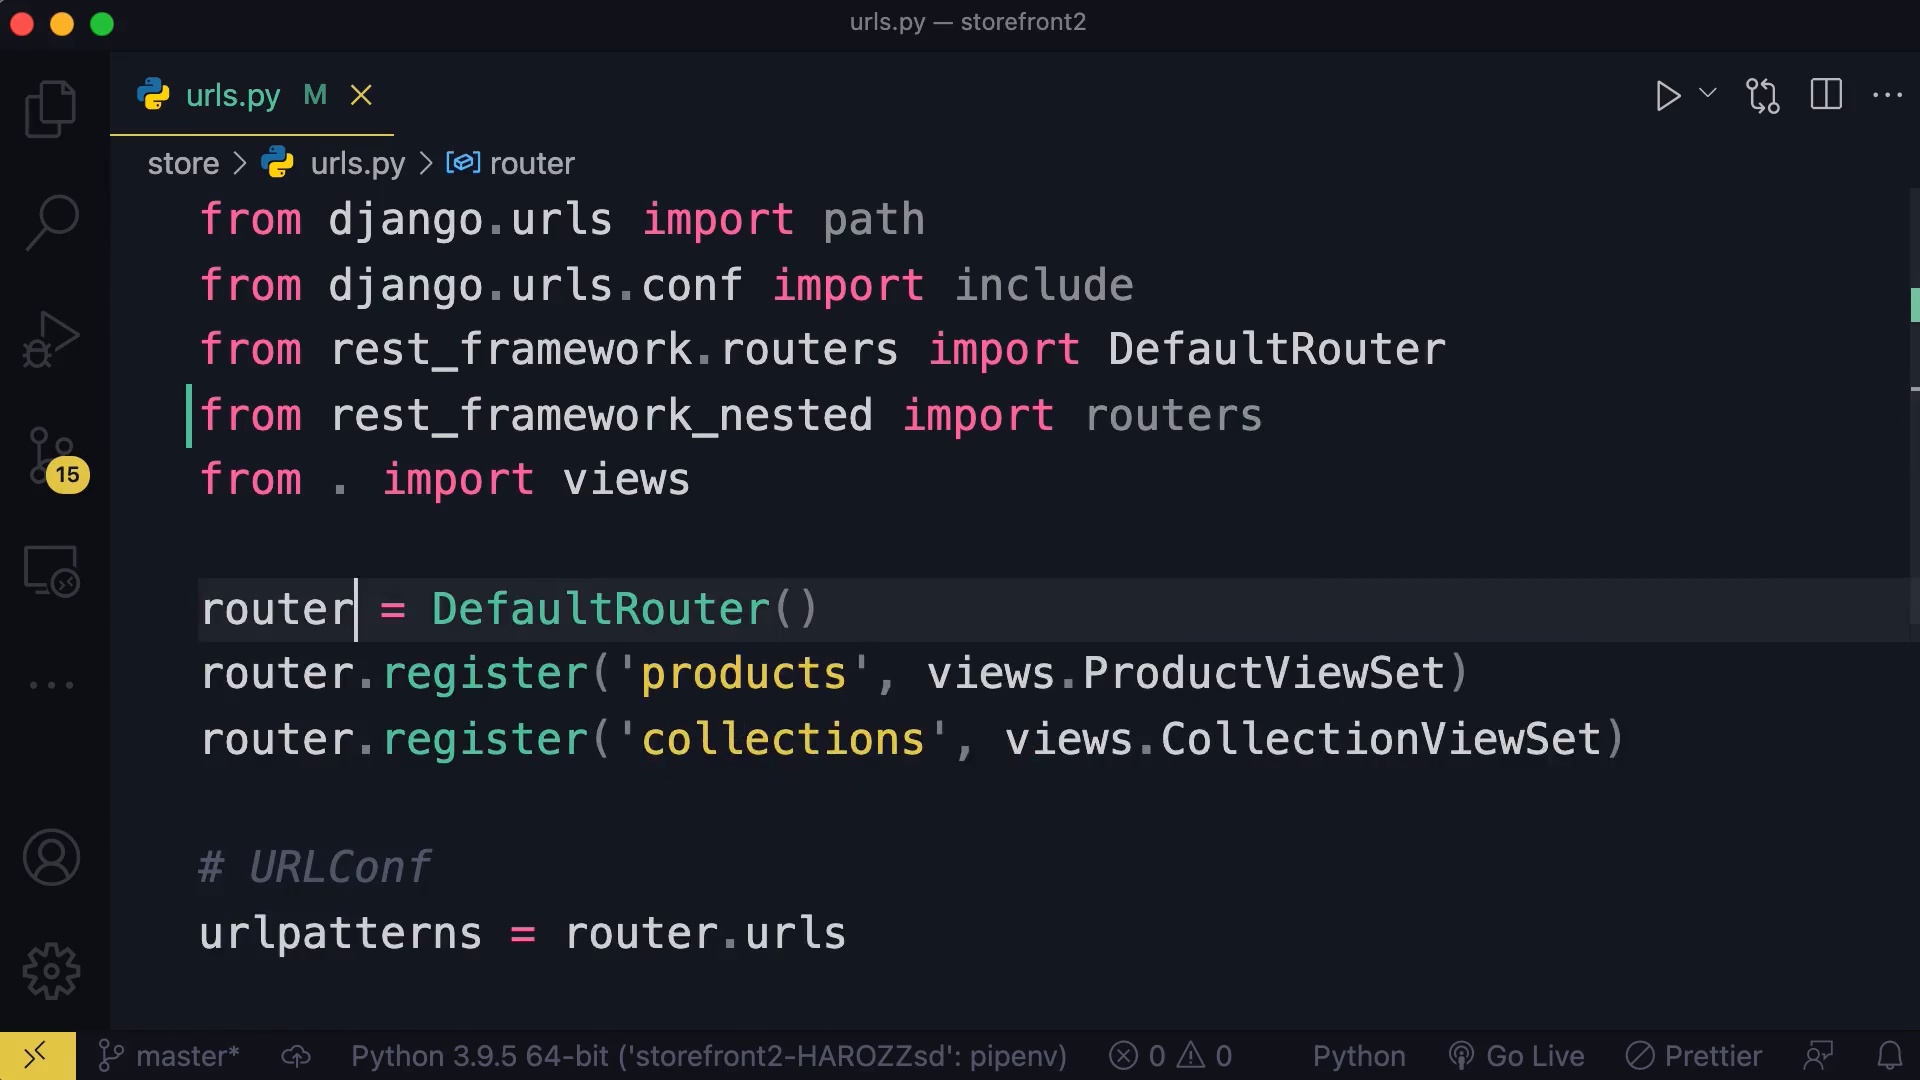 urls.py — storefront2
urls.py M
store > urls.py > router
from django.urls import path
from django.urls.conf import include
from rest_framework.routers import DefaultRouter
from rest_framework_nested import routers
from . import views
router = DefaultRouter()
router.register('products', views.ProductViewSet)
router.register('collections', views.CollectionViewSet)
# URLConf
urlpatterns = router.urls
15
master* Python 3.9.5 64-bit ('storefront2-HAROZZsd': pipenv) 0 0 Python Go Live Prettier